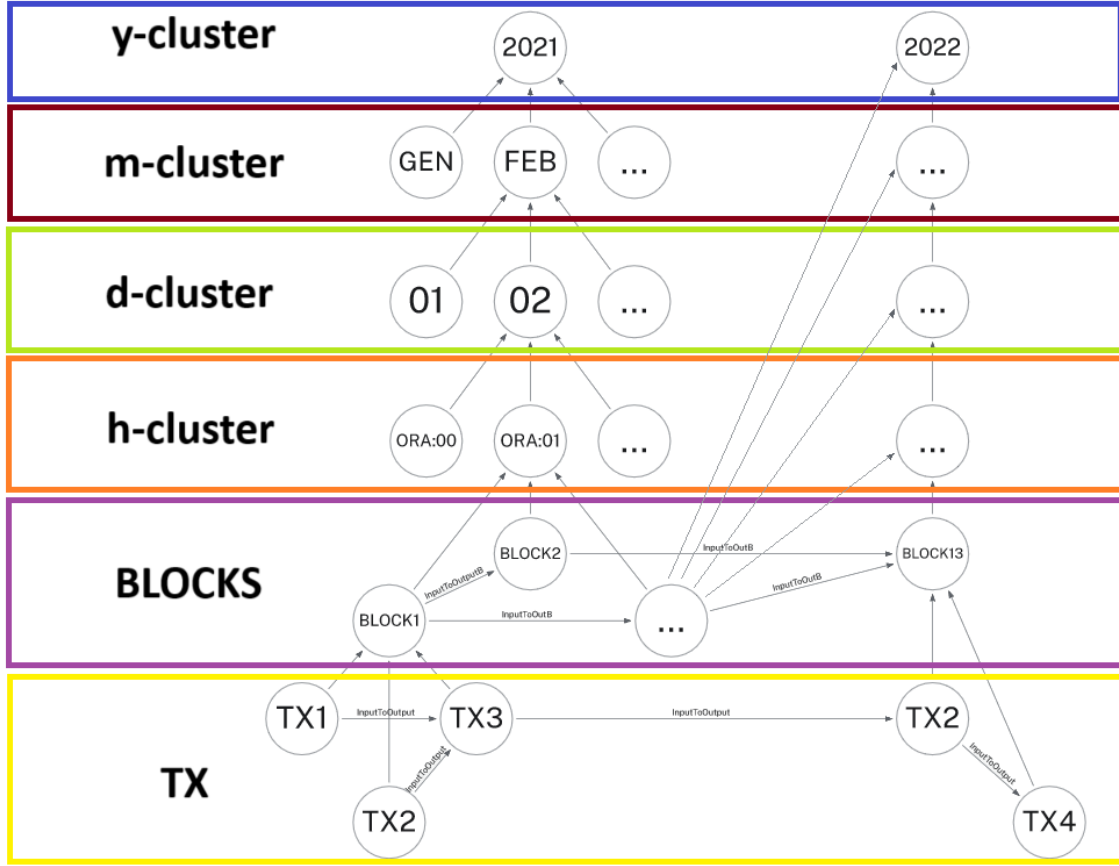 y-cluster
2021
2022
m-cluster
GEN
FEB
...
...
d-cluster
01
02
...
...
h-cluster
ORA:00
ORA:01
...
...
BLOCKS
BLOCK2
InputToOutB
BLOCK13
InputToOutputB
InputToOutB
BLOCK1
InputToOutB
...
TX
TX1
InputToOutput
TX3
InputToOutput
TX2
InputToOutput
InputToOutput
TX2
TX4